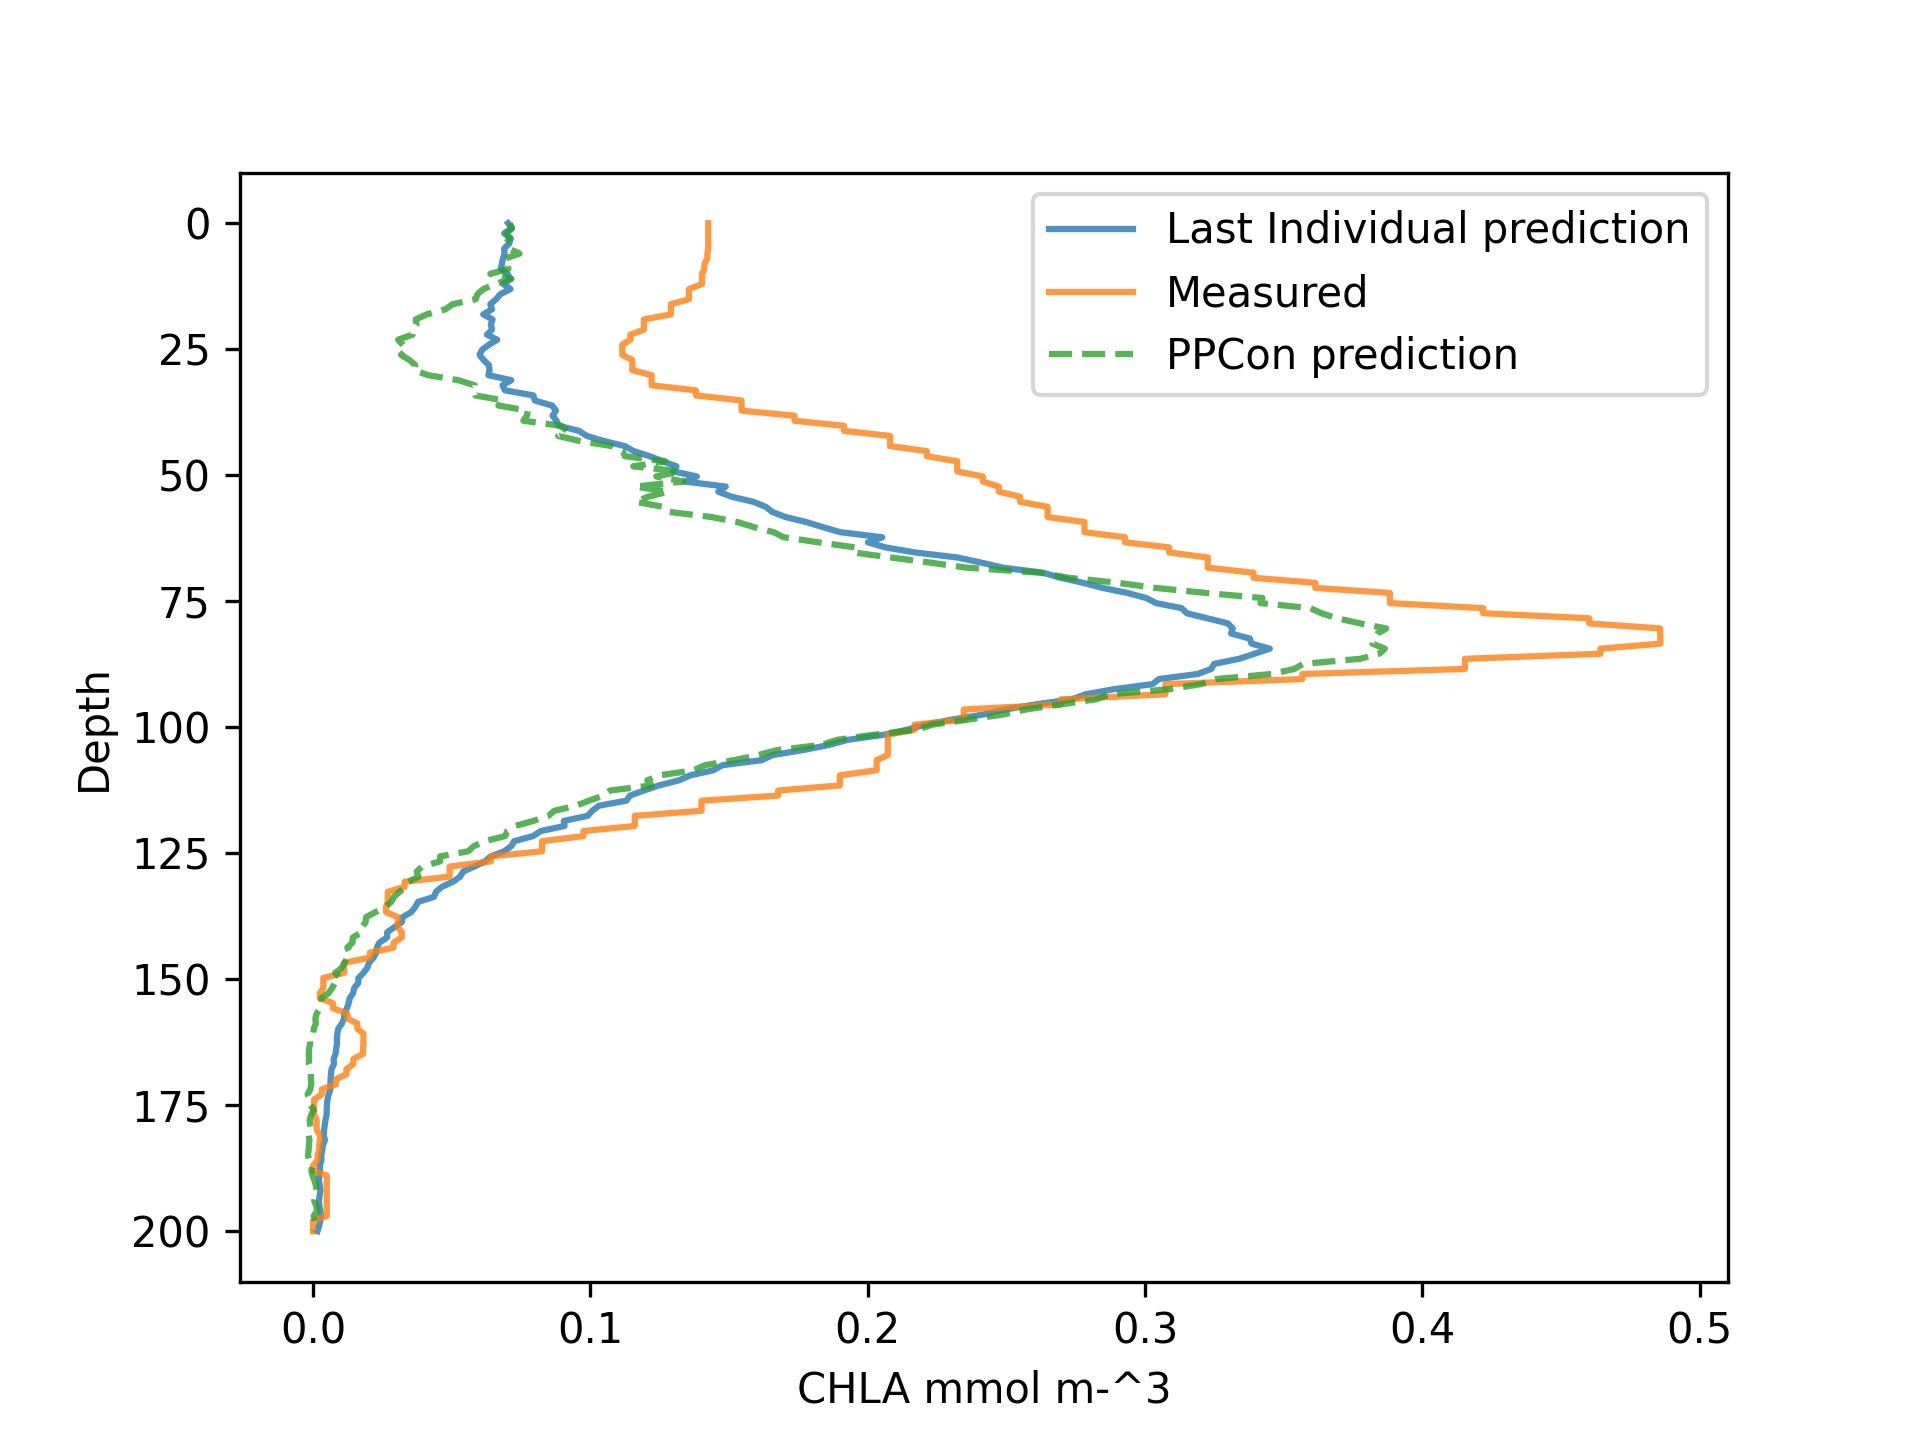 Last Individual prediction
Measured
PPCon prediction
Depth
0
25
50
75
100
125
150
175
200
0.0 0.1 0.2 0.3 0.4 0.5
CHLA mmol m-^3